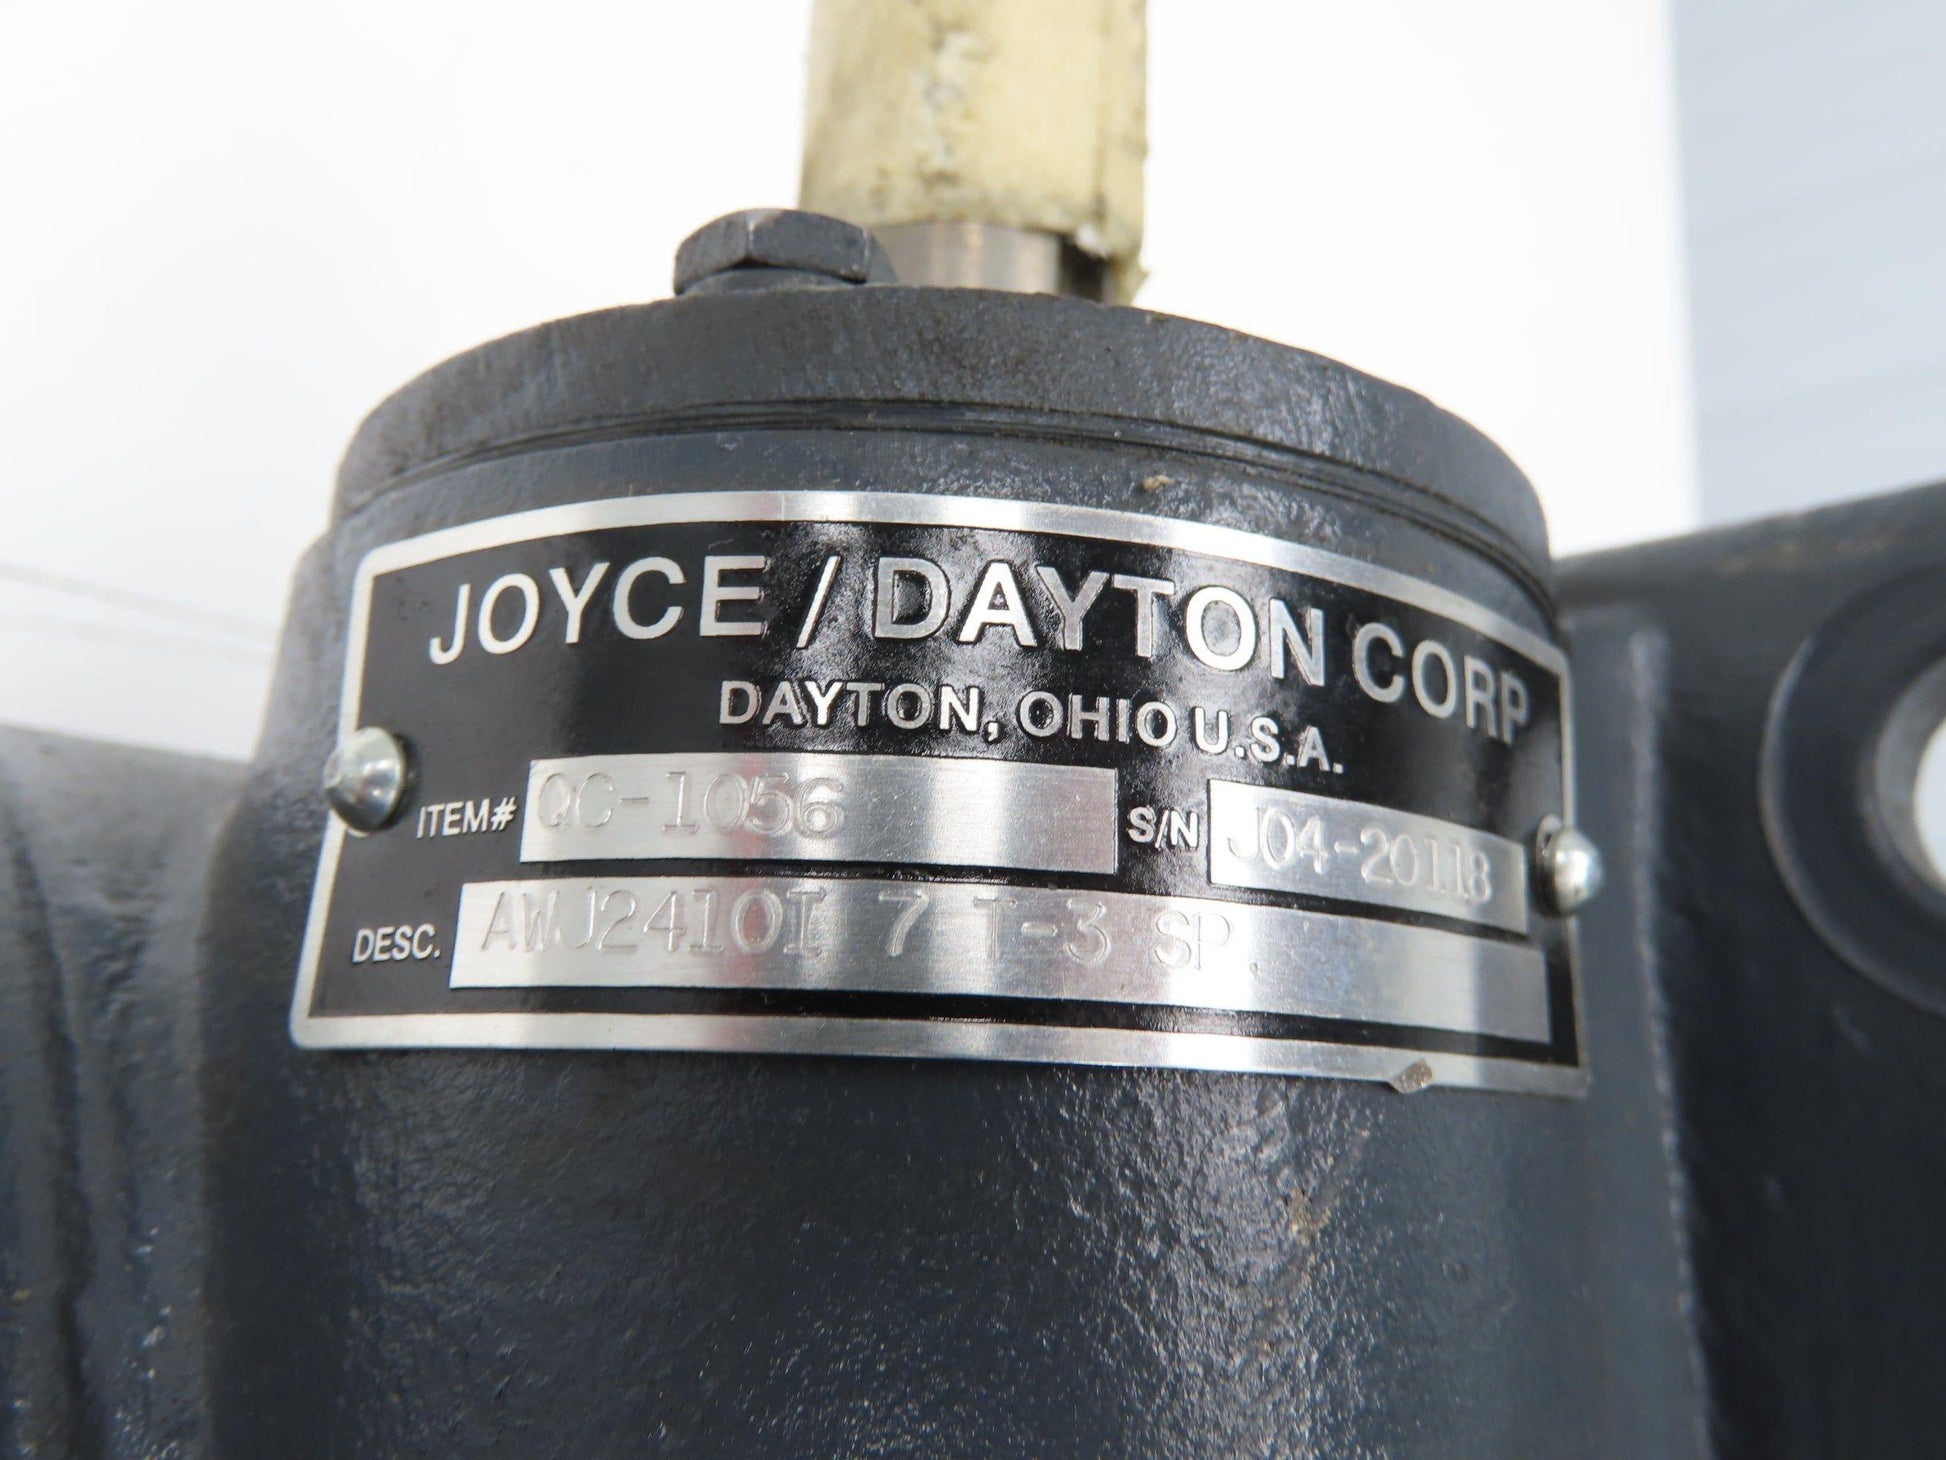 JOYCE / DAYTON CORP
DAYTON, OHIO U.S.A.
ITEM# QC-1056 S/N J04-20118
DESC. AWJ2410I 7 T-3 SP.